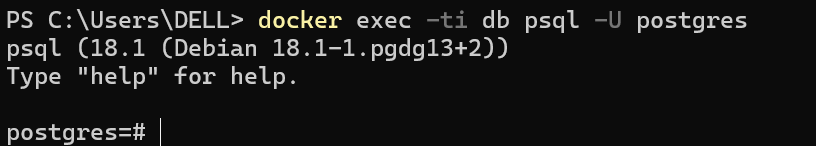 PS C:\Users\DELL> docker exec -ti db psql -U postgres
psql (18.1 (Debian 18.1-1.pgdg13+2))
Type "help" for help.

postgres=#